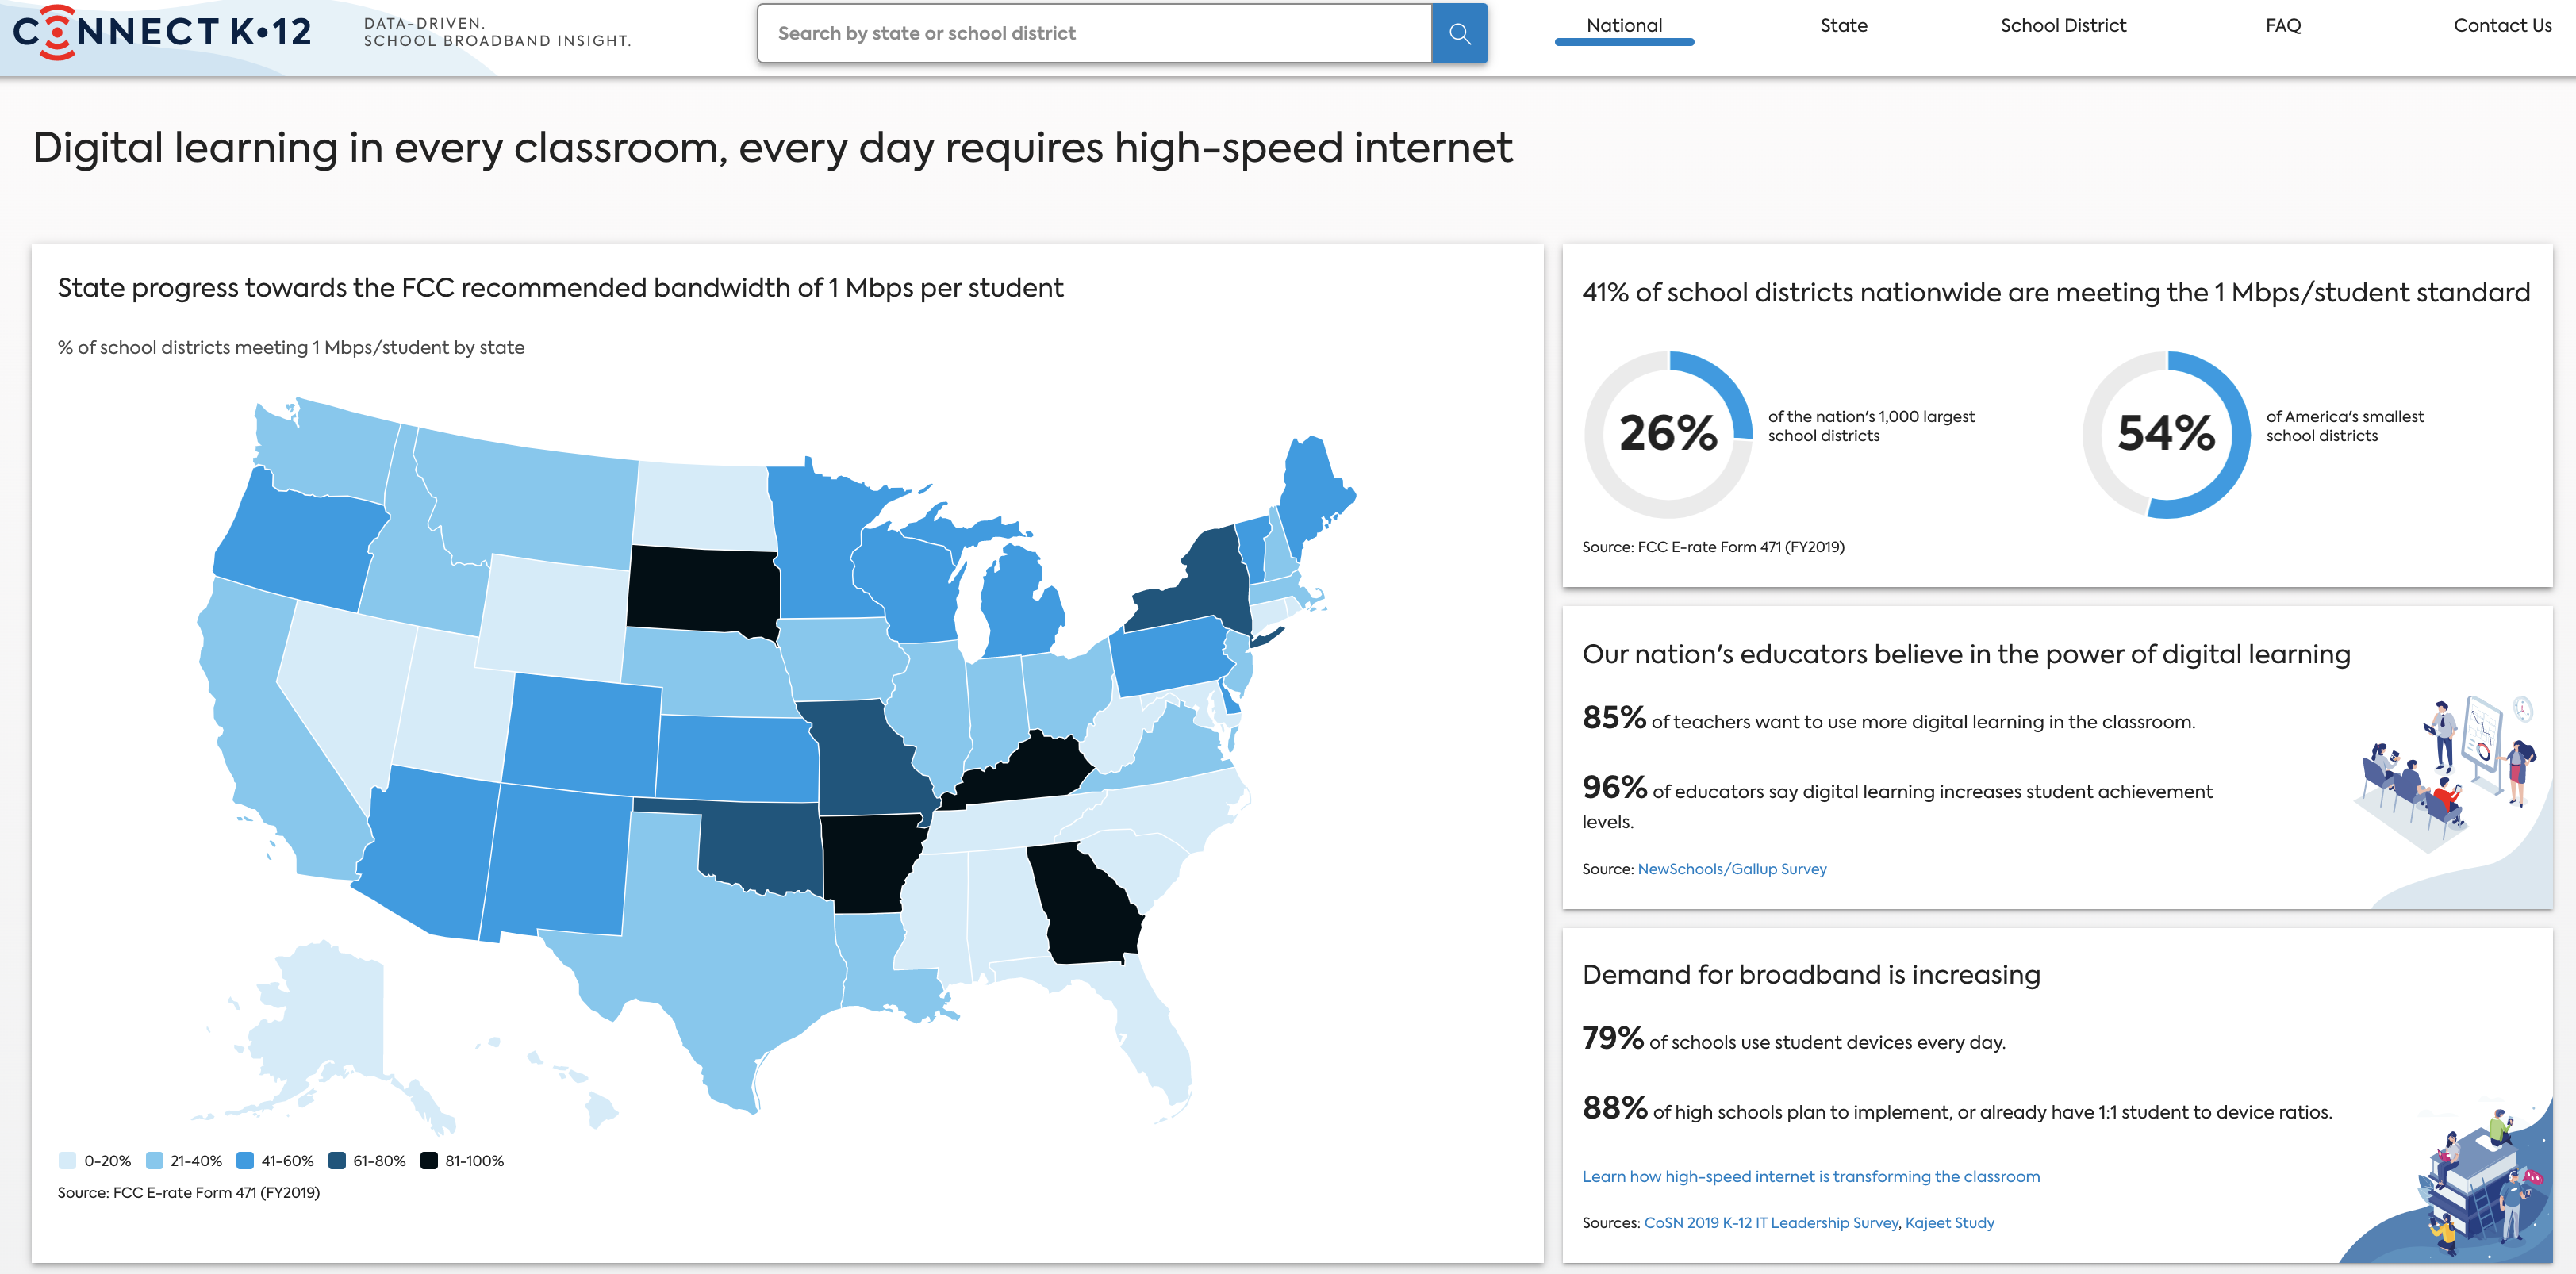 CONNECT K•12
DATA-DRIVEN.
SCHOOL BROADBAND INSIGHT.
Search by state or school district
National
State
School District
FAQ
Contact Us
Digital learning in every classroom, every day requires high-speed internet
State progress towards the FCC recommended bandwidth of 1 Mbps per student
% of school districts meeting 1 Mbps/student by state
0-20%
21-40%
41-60%
61-80%
81-100%
Source: FCC E-rate Form 471 (FY2019)
41% of school districts nationwide are meeting the 1 Mbps/student standard
26%
of the nation's 1,000 largest
school districts
54%
of America's smallest
school districts
Source: FCC E-rate Form 471 (FY2019)
Our nation's educators believe in the power of digital learning
85% of teachers want to use more digital learning in the classroom.
96% of educators say digital learning increases student achievement
levels.
Source: NewSchools/Gallup Survey
Demand for broadband is increasing
79% of schools use student devices every day.
88% of high schools plan to implement, or already have 1:1 student to device ratios.
Learn how high-speed internet is transforming the classroom
Sources: CoSN 2019 K-12 IT Leadership Survey, Kajeet Study